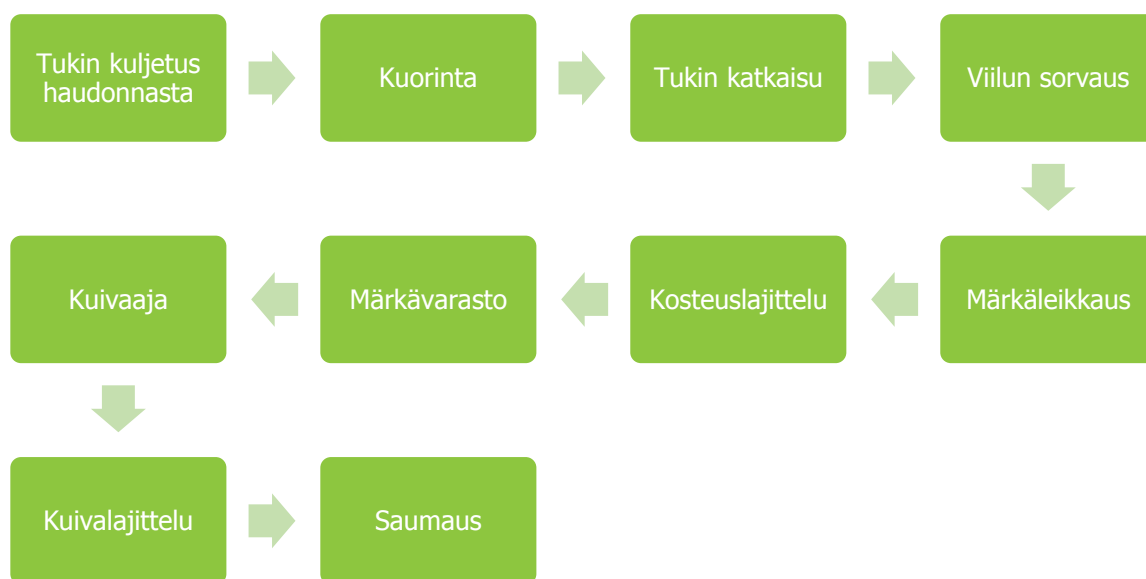 Tukin kuljetus
haudonnasta
Kuorinta
Tukin katkaisu
Viilun sorvaus
Märkäleikkaus
Kosteuslajittelu
Märkävarasto
Kuivaaja
Kuivalajittelu
Saumaus